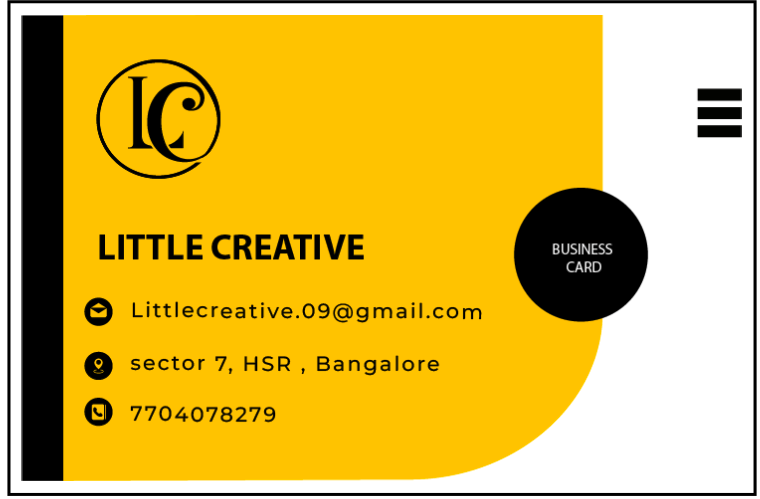 LC
LITTLE CREATIVE
BUSINESS
CARD
Littlecreative.09@gmail.com
sector 7, HSR , Bangalore
7704078279